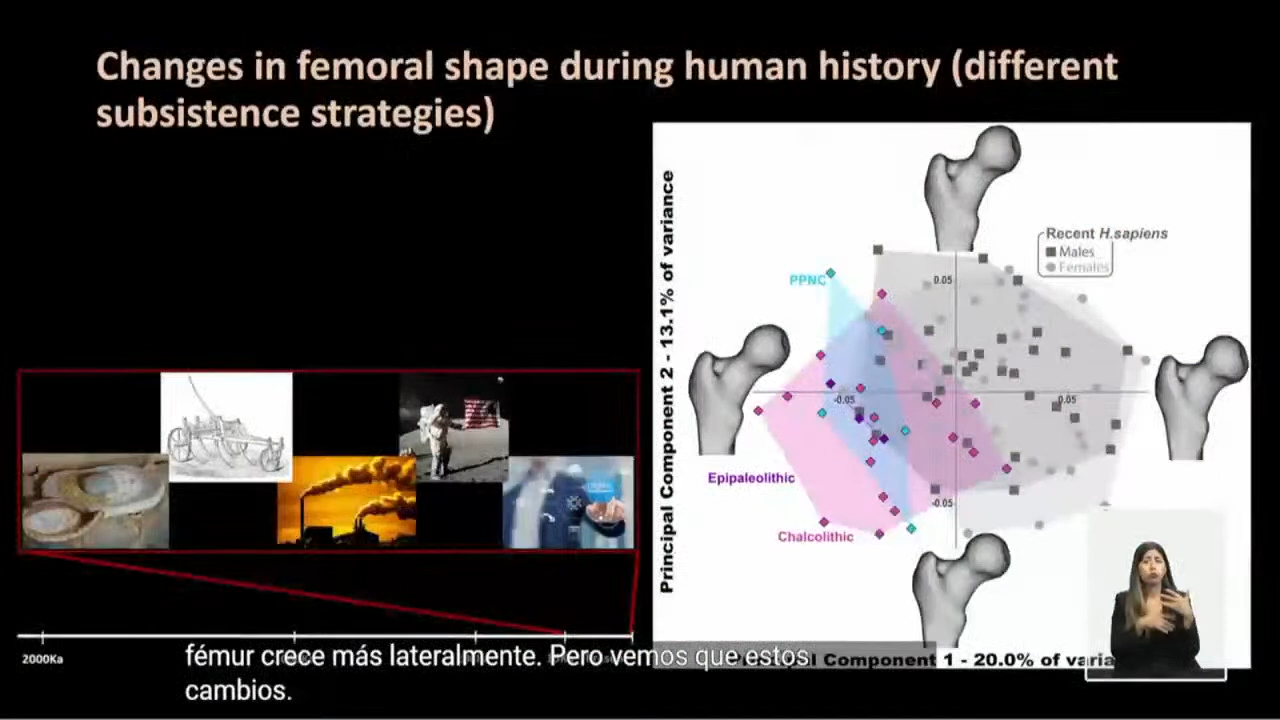 Changes in femoral shape during human history (different
subsistence strategies)
Principal Component 2 - 13.1% of variance
Recent H.sapiens
Males
Females
PPNC
0.05
-0.05
0.05
-0.05
Epipaleolithic
Chalcolithic
2000Ka
fémur crece más lateralmente. Pero vemos que estos
cambios.
Component 1 - 20.0% of varia